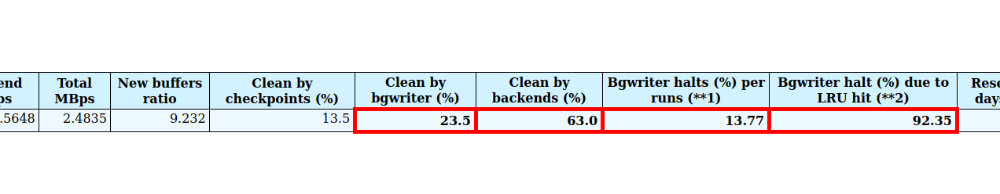 end Total New buffers Clean by Clean by Clean by Bgwriter halts (%) per Bgwriter halt (%) due to Rese
ps MBps ratio checkpoints (%) bgwriter (%) backends (%) runs (**1) LRU hit (**2) days
.5648 2.4835 9.232 13.5 23.5 63.0 13.77 92.35